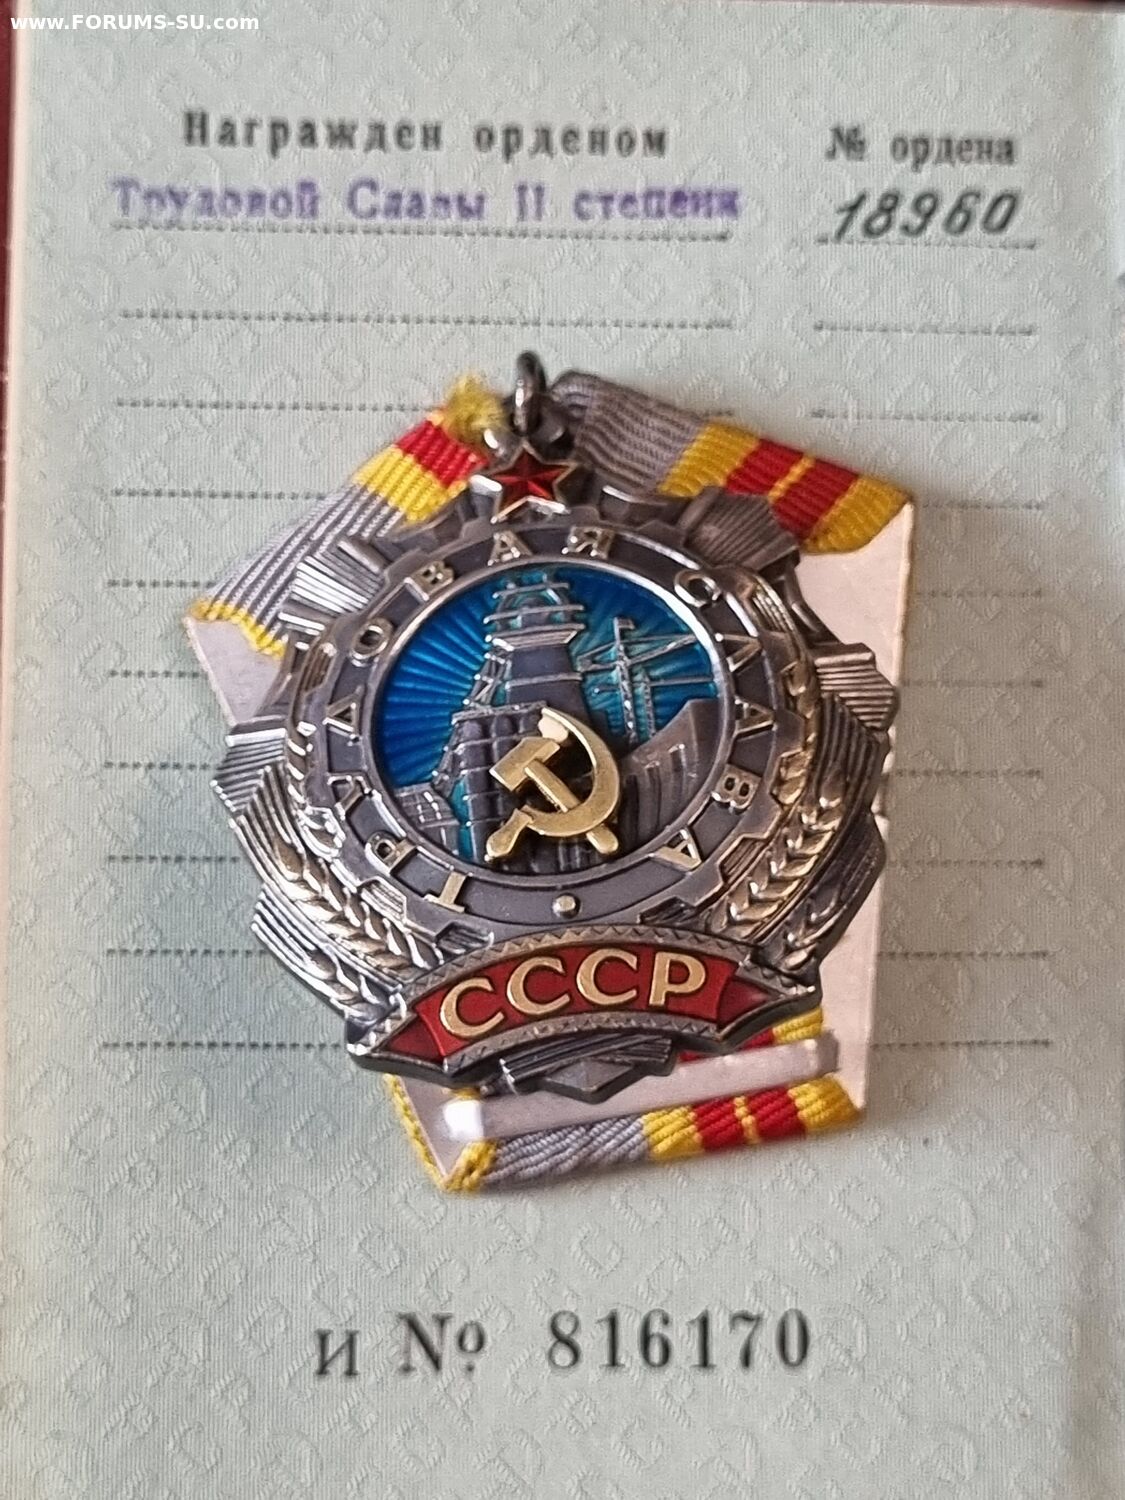 www.FORUMS-SU.com
Награжден орденом № ордена
Трудовой Славы II степени 18960
ТРУДОВАЯ СЛАВА
СССР
И № 816170